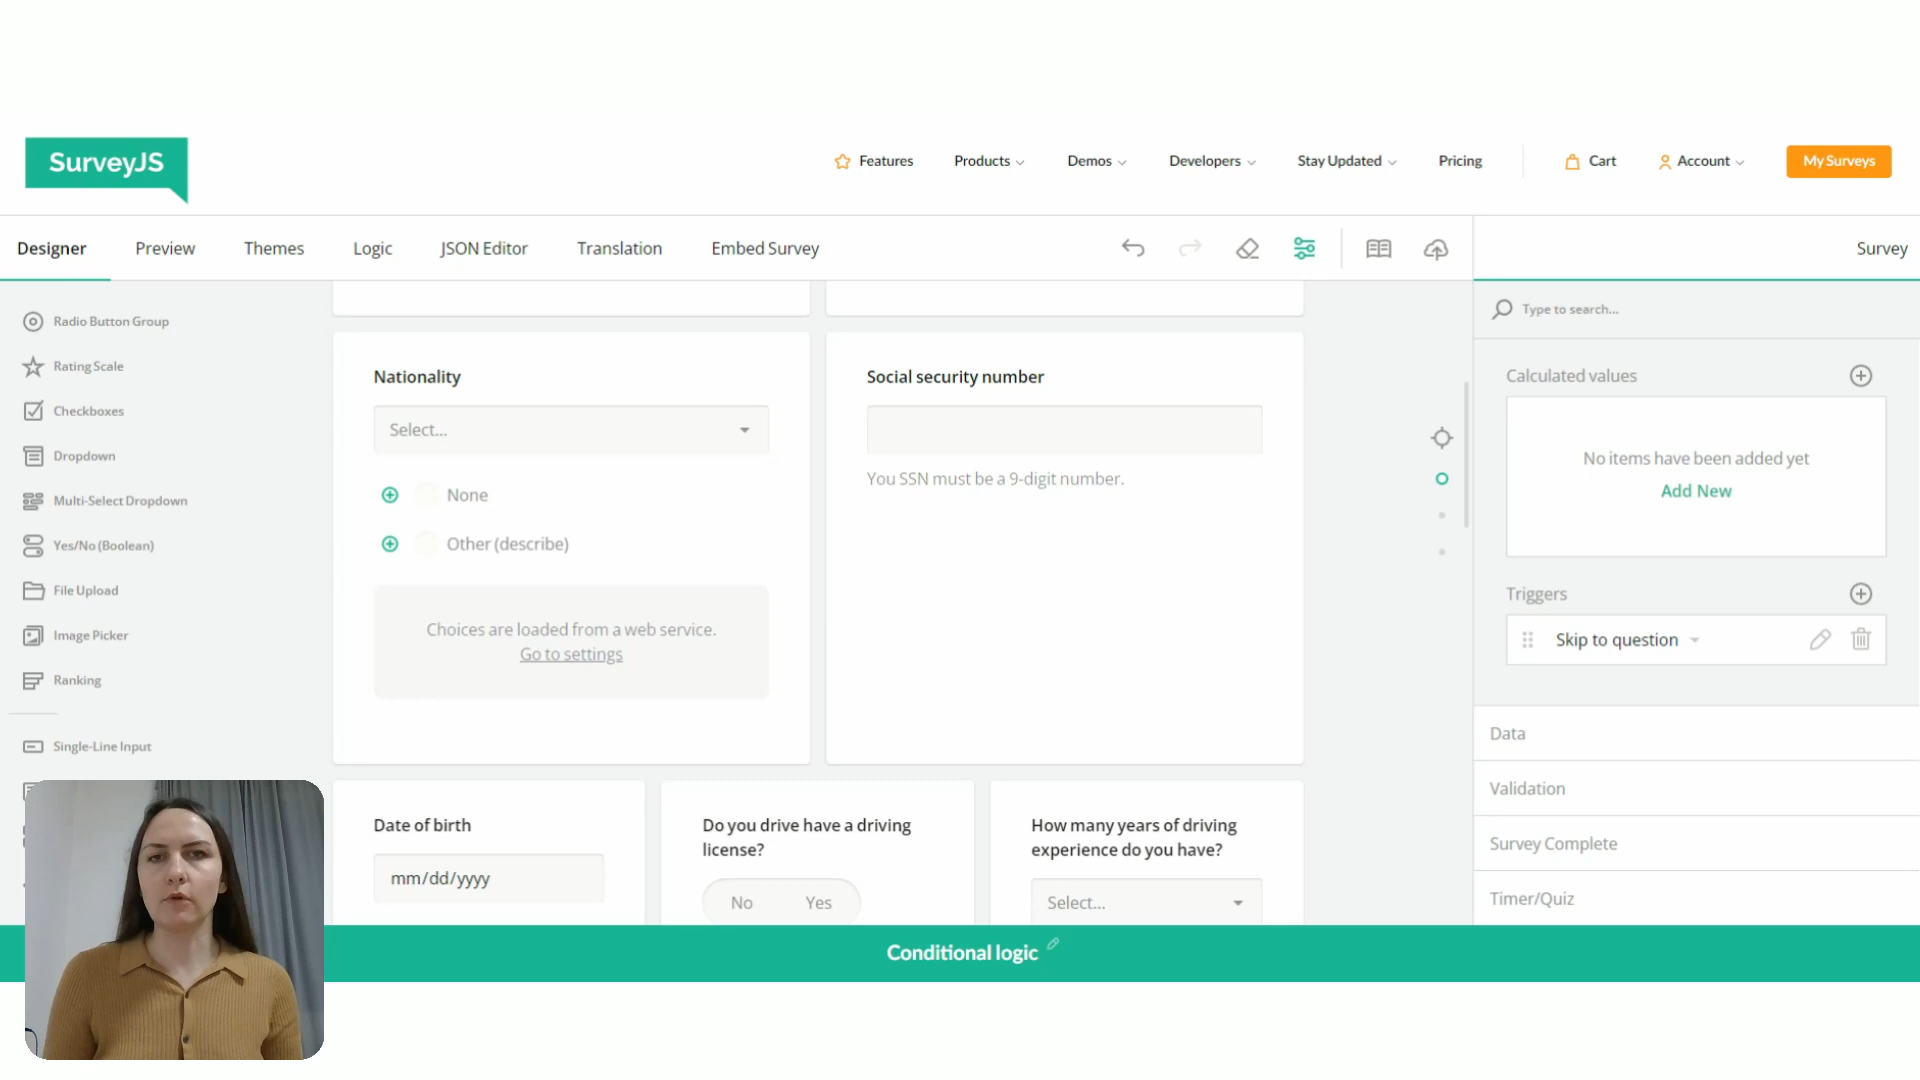 SurveyJS
Features
Products
Demos
Developers
Stay Updated
Pricing
Cart
Account
My Surveys
Designer
Preview
Themes
Logic
JSON Editor
Translation
Embed Survey
Survey
Radio Button Group
Rating Scale
Checkboxes
Dropdown
Multi-Select Dropdown
Yes/No (Boolean)
File Upload
Image Picker
Ranking
Single-Line Input
Nationality
Select...
None
Other (describe)
Choices are loaded from a web service.
Go to settings
Social security number
You SSN must be a 9-digit number.
Date of birth
mm/dd/yyyy
Do you drive have a driving
license?
No Yes
How many years of driving
experience do you have?
Select...
Type to search...
Calculated values
No items have been added yet
Add New
Triggers
Skip to question
Data
Validation
Survey Complete
Timer/Quiz
Conditional logic